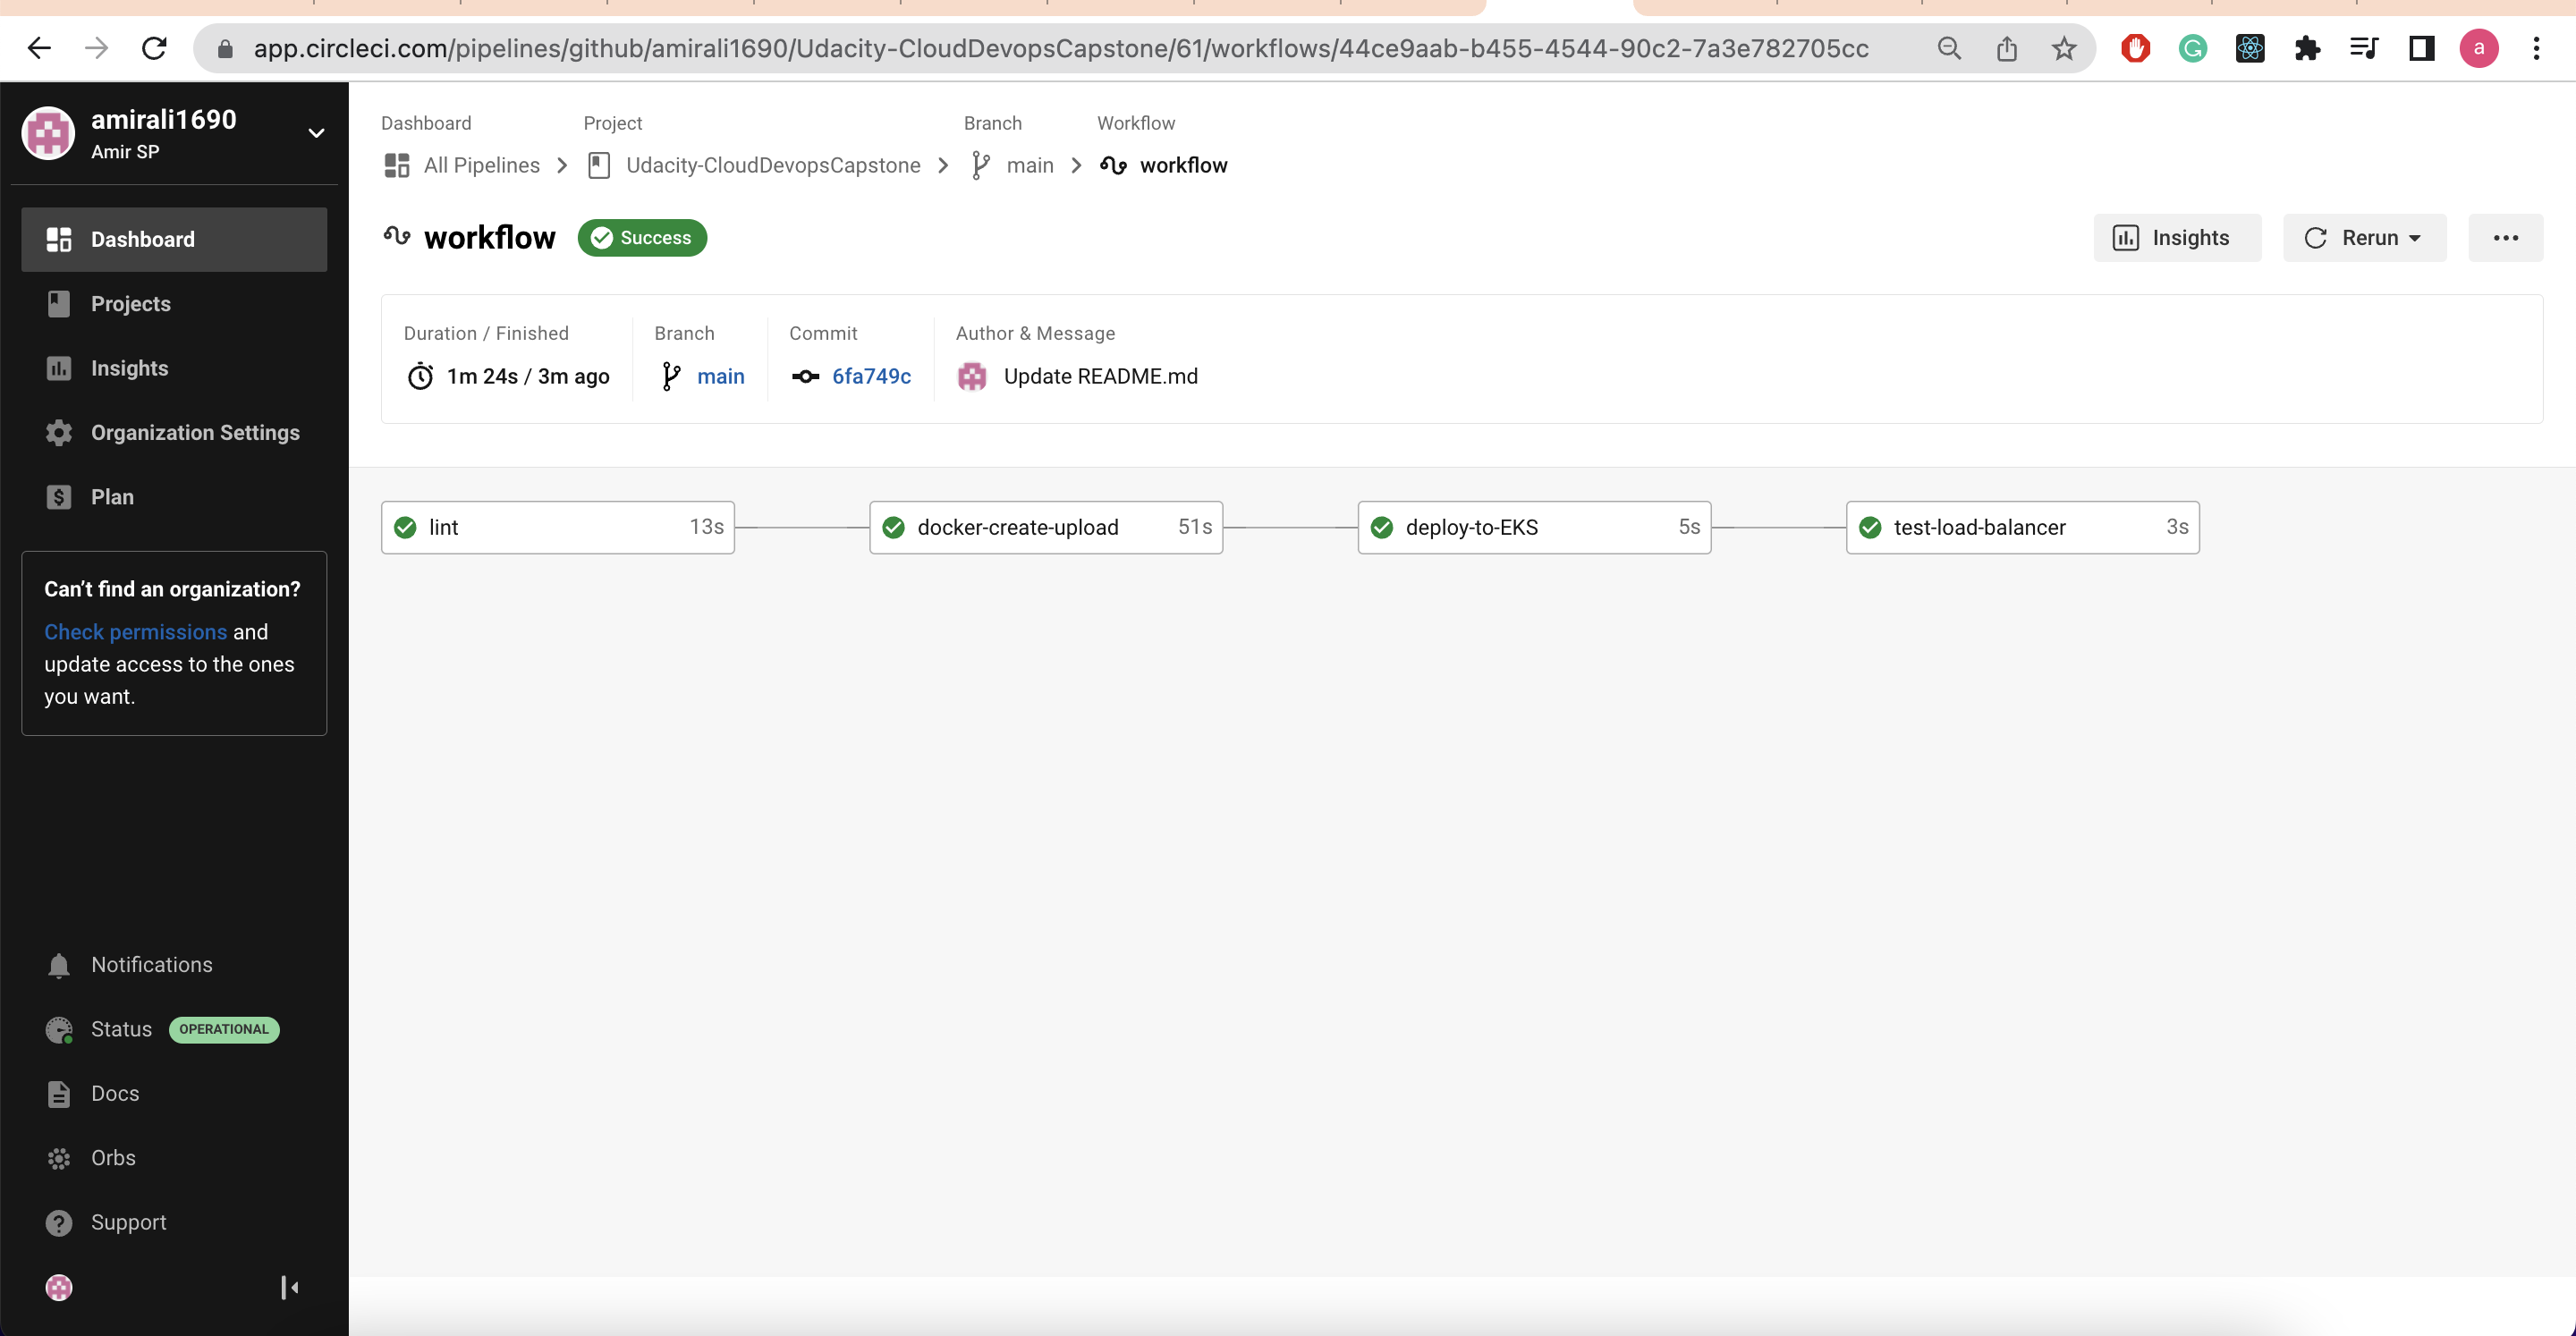 app.circleci.com/pipelines/github/amirali1690/Udacity-CloudDevopsCapstone/61/workflows/44ce9aab-b455-4544-90c2-7a3e782705cc
a
amirali1690
Amir SP
Dashboard
Projects
Insights
Organization Settings
Plan
Can’t find an organization?
Check permissions and
update access to the ones
you want.
Notifications
Status OPERATIONAL
Docs
Orbs
Support
Dashboard Project Branch Workflow
All Pipelines Udacity-CloudDevopsCapstone main workflow
workflow Success
Insights Rerun
Duration / Finished Branch Commit Author & Message
1m 24s / 3m ago main 6fa749c Update README.md
lint 13s docker-create-upload 51s deploy-to-EKS 5s test-load-balancer 3s